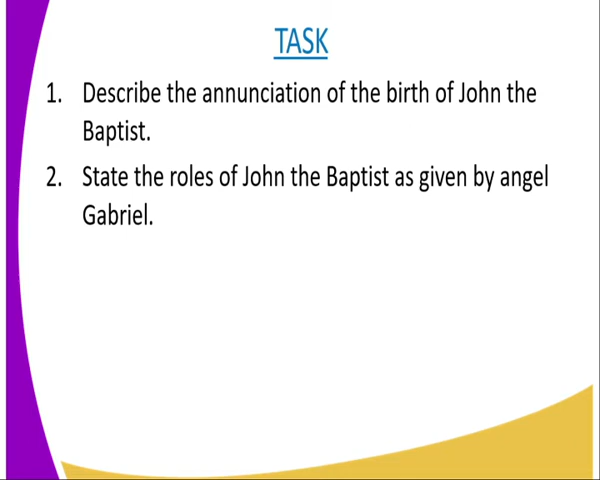 TASK
1. Describe the annunciation of the birth of John the
Baptist.
2. State the roles of John the Baptist as given by angel
Gabriel.